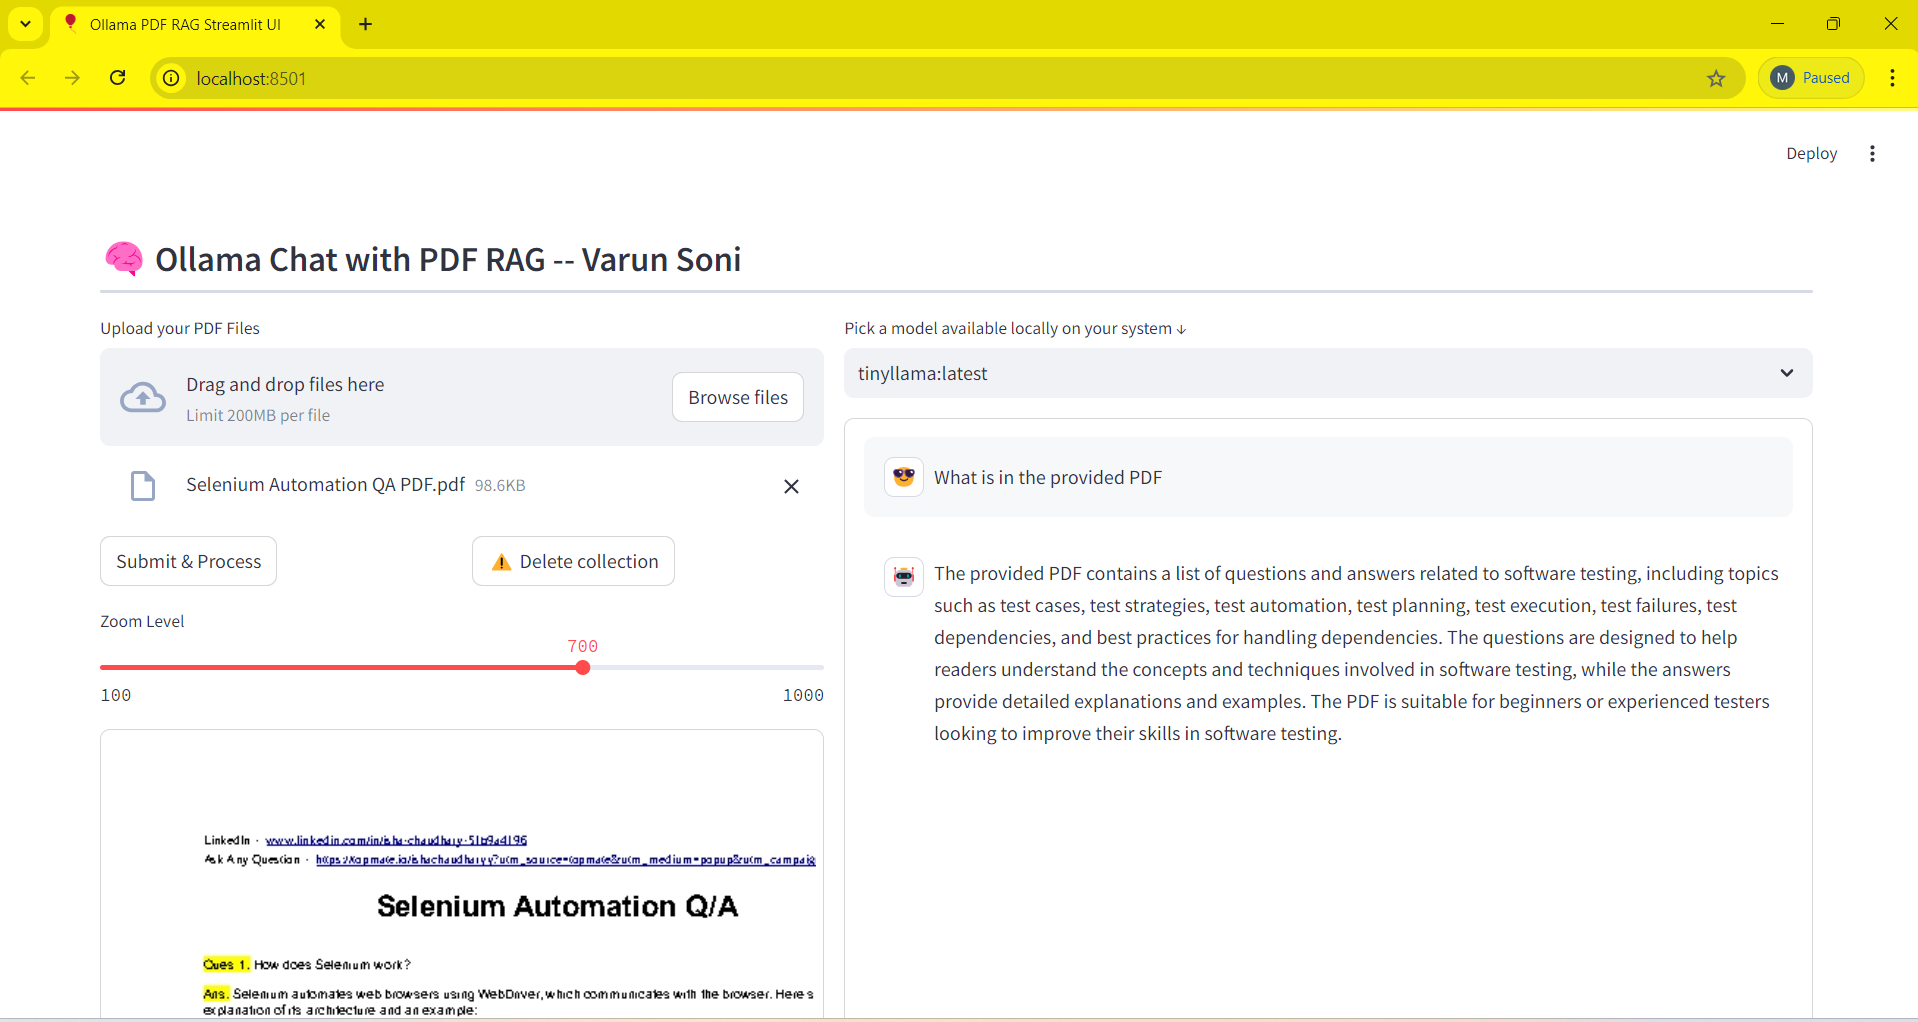 Ollama PDF RAG Streamlit UI
localhost:8501
M Paused
Deploy
Ollama Chat with PDF RAG -- Varun Soni
Upload your PDF Files
Drag and drop files here
Limit 200MB per file
Browse files
Selenium Automation QA PDF.pdf 98.6KB
Submit & Process
Delete collection
Zoom Level
700
100
1000
LinkedIn -
Ask Any Question -
Selenium Automation Q/A
Ques 1. How does Selenium work?
Ans. Selenium automates web browsers using WebDriver, which communicates with the browser. Here s
explanation of its architecture and an example:
Pick a model available locally on your system ↓
tinyllama:latest
What is in the provided PDF
The provided PDF contains a list of questions and answers related to software testing, including topics
such as test cases, test strategies, test automation, test planning, test execution, test failures, test
dependencies, and best practices for handling dependencies. The questions are designed to help
readers understand the concepts and techniques involved in software testing, while the answers
provide detailed explanations and examples. The PDF is suitable for beginners or experienced testers
looking to improve their skills in software testing.